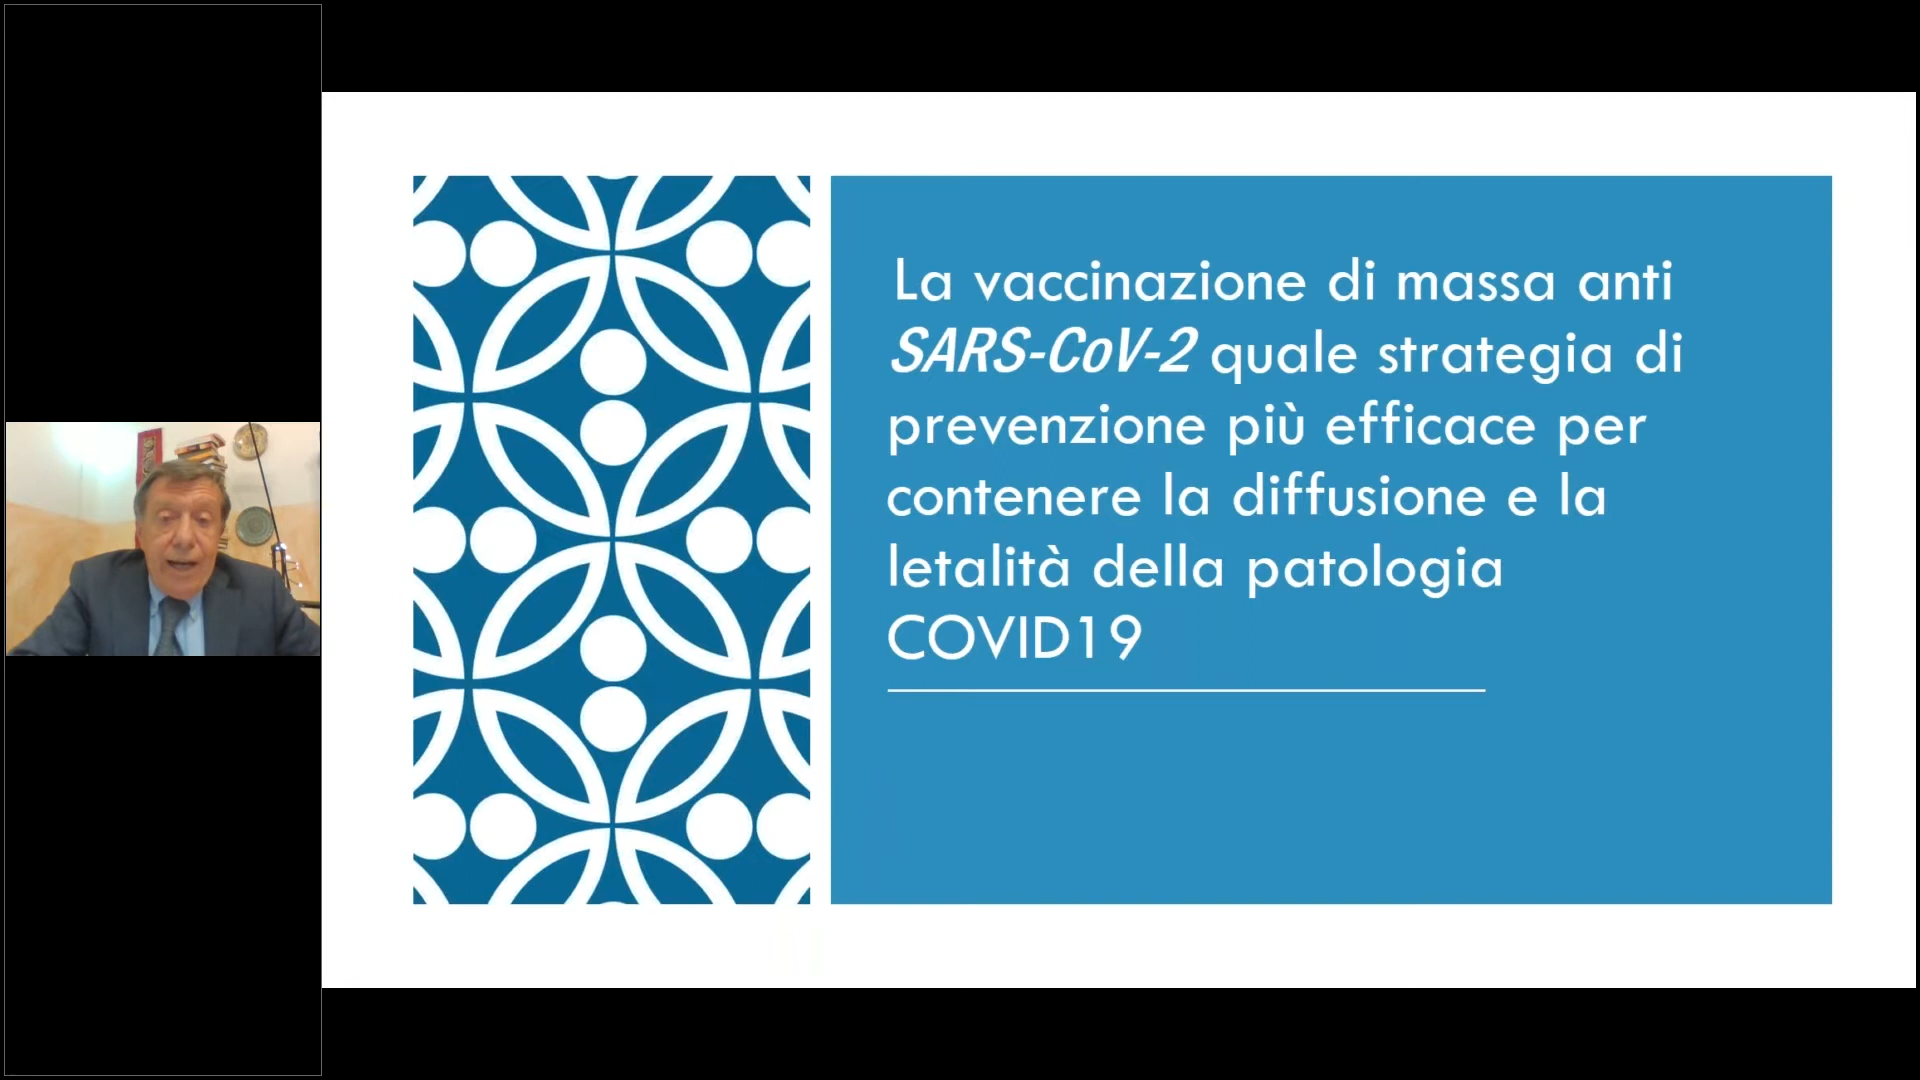 La vaccinazione di massa anti
SARS-CoV-2 quale strategia di
prevenzione più efficace per
contenere la diffusione e la
letalità della patologia
COVID19